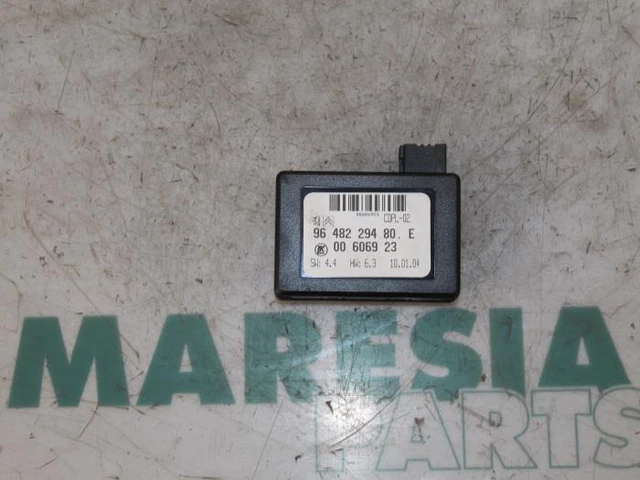 CDPL-02
96 482 294 80. E
00 6069 23
SW: 4.4 HW: 6.3 10.01.04
MARESIA
PARTS